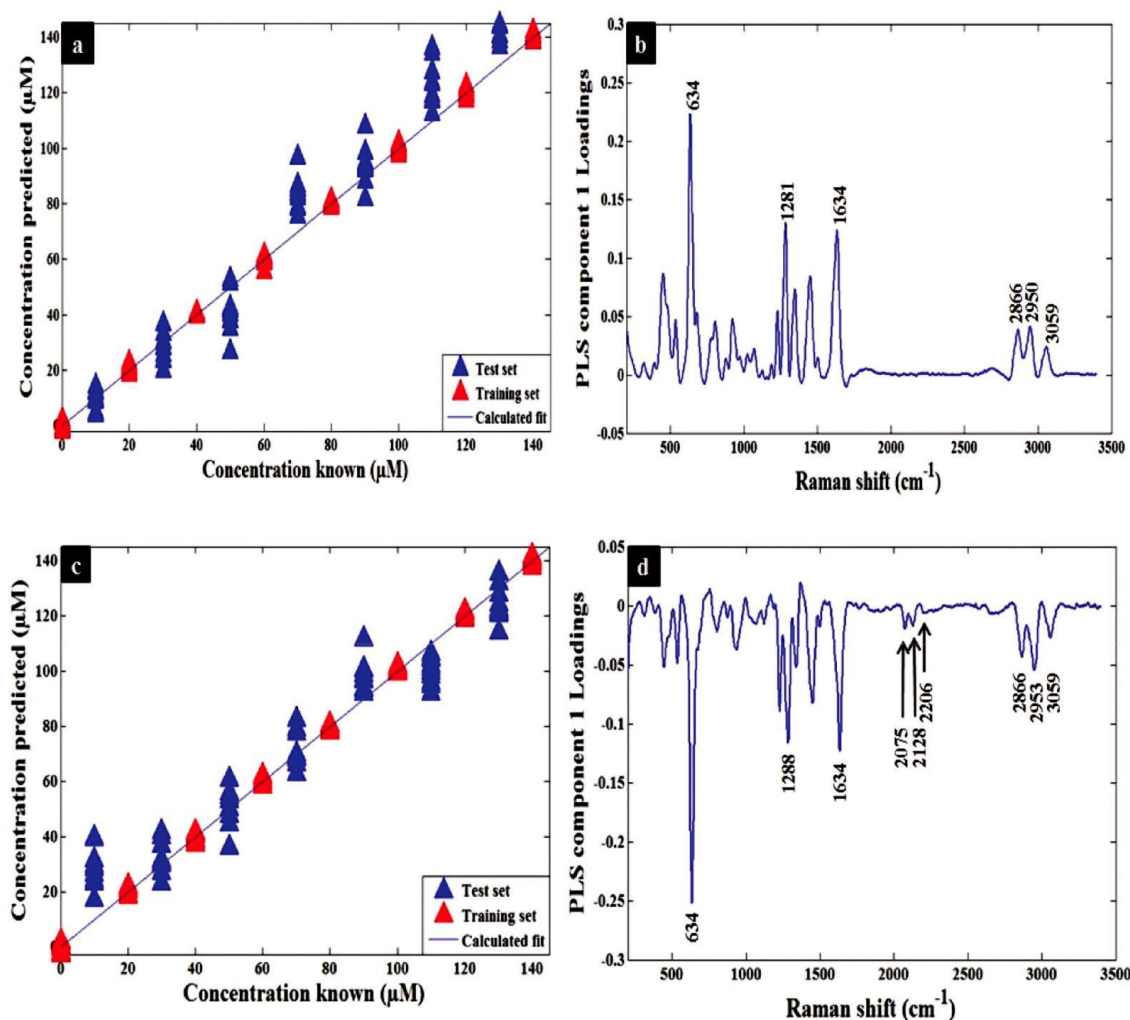 a
Concentration predicted (µM)
140
120
100
80
60
40
20
0
0 20 40 60 80 100 120 140
Test set
Training set
Calculated fit
Concentration known (µM)
b
PLS component 1 Loadings
0.3
0.25
0.2
0.15
0.1
0.05
0
-0.05
634
1281
1634
2866
2950
3059
500 1000 1500 2000 2500 3000 3500
Raman shift (cm-1)
c
Concentration predicted (µM)
140
120
100
80
60
40
20
0
0 20 40 60 80 100 120 140
Test set
Training set
Calculated fit
Concentration known (µM)
d
PLS component 1 Loadings
0.05
0
-0.05
-0.1
-0.15
-0.2
-0.25
-0.3
634
1288
1634
2075
2128
2206
2866
2953
3059
500 1000 1500 2000 2500 3000 3500
Raman shift (cm-1)